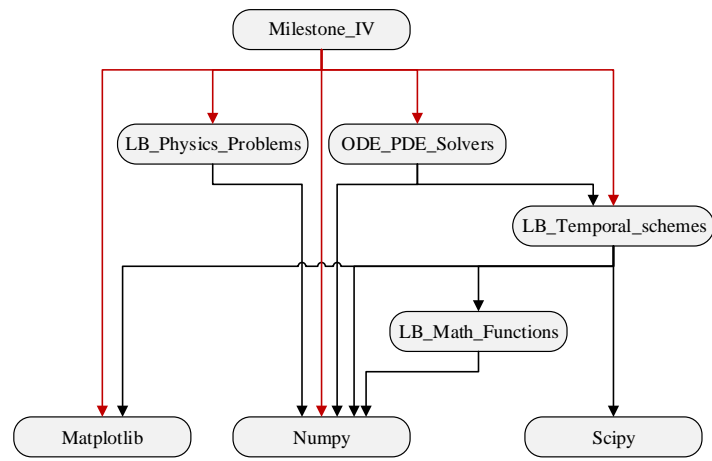 Milestone_IV
LB_Physics_Problems
ODE_PDE_Solvers
LB_Temporal_schemes
LB_Math_Functions
Matplotlib
Numpy
Scipy